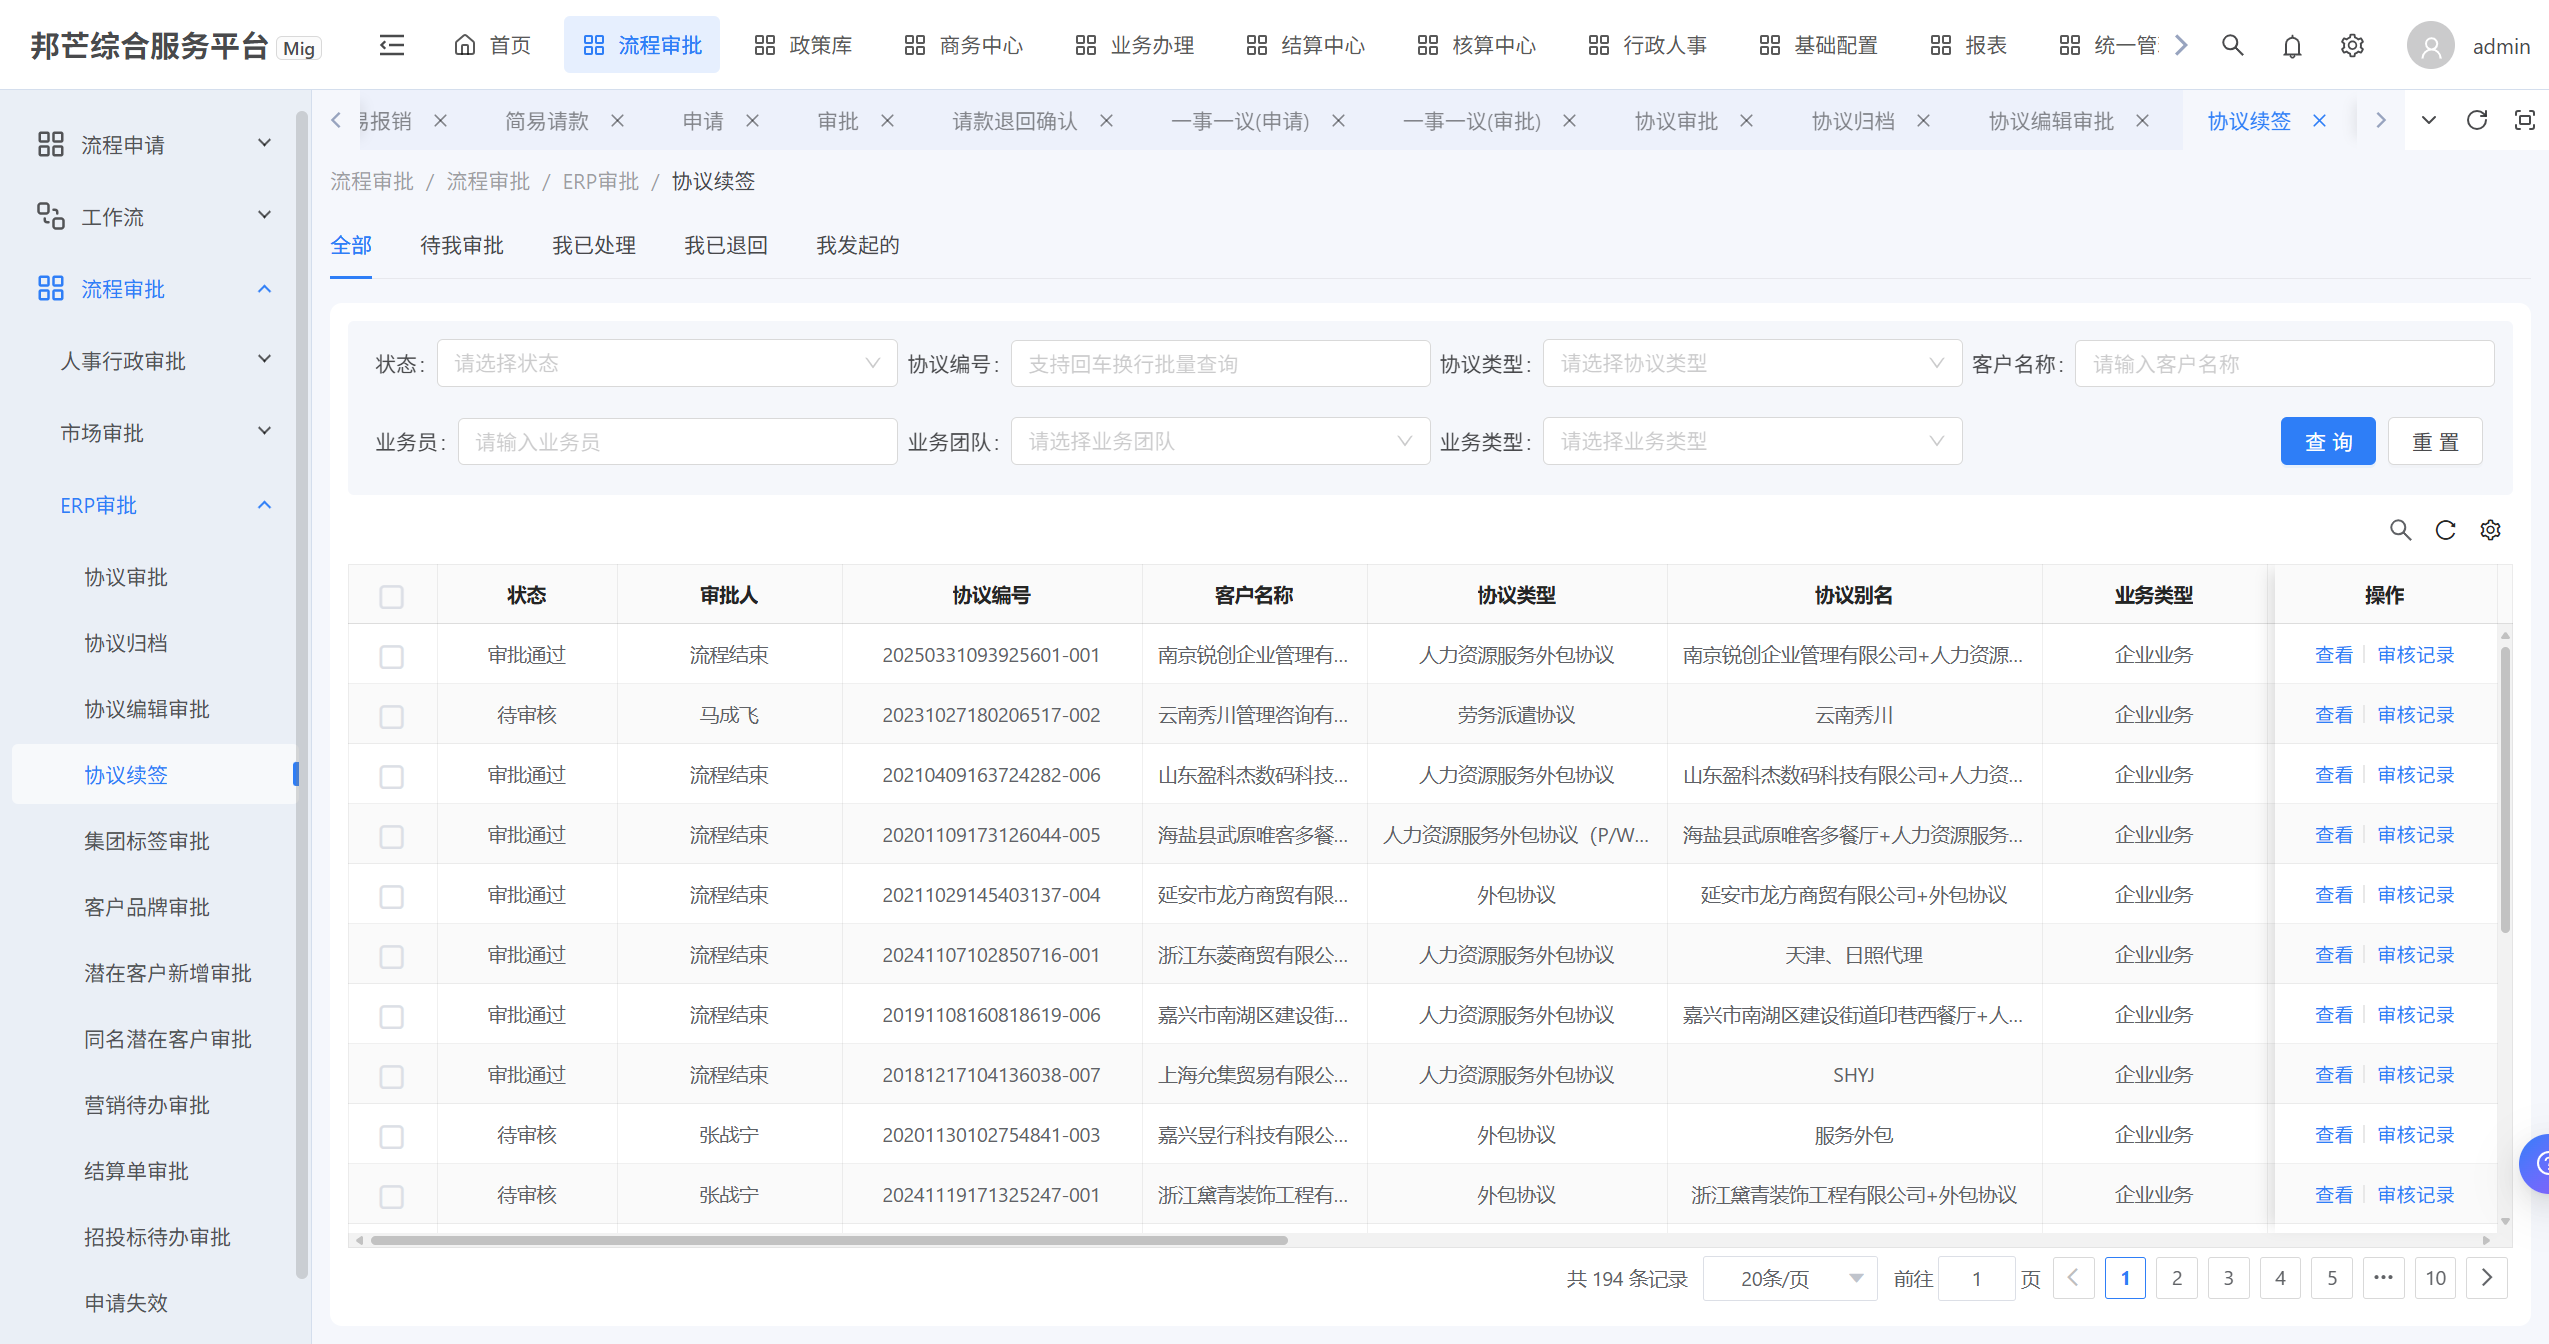 邦芒综合服务平台 Mig 首页 流程审批 政策库 商务中心 业务办理 结算中心 核算中心 行政人事 基础配置 报表 统一管 admin
易报销 简易请款 申请 审批 请款退回确认 一事一议(申请) 一事一议(审批) 协议审批 协议归档 协议编辑审批 协议续签
流程申请
工作流
流程审批
人事行政审批
市场审批
ERP审批
协议审批
协议归档
协议编辑审批
协议续签
集团标签审批
客户品牌审批
潜在客户新增审批
同名潜在客户审批
营销待办审批
结算单审批
招投标待办审批
申请失效
流程审批 / 流程审批 / ERP审批 / 协议续签
全部 待我审批 我已处理 我已退回 我发起的
状态: 请选择状态 协议编号: 支持回车换行批量查询 协议类型: 请选择协议类型 客户名称: 请输入客户名称
业务员: 请输入业务员 业务团队: 请选择业务团队 业务类型: 请选择业务类型 查 询 重 置
状态 审批人 协议编号 客户名称 协议类型 协议别名 业务类型 操作
审批通过 流程结束 20250331093925601-001 南京锐创企业管理有... 人力资源服务外包协议 南京锐创企业管理有限公司+人力资源... 企业业务 查看 审核记录
待审核 马成飞 20231027180206517-002 云南秀川管理咨询有... 劳务派遣协议 云南秀川 企业业务 查看 审核记录
审批通过 流程结束 20210409163724282-006 山东盈科杰数码科技... 人力资源服务外包协议 山东盈科杰数码科技有限公司+人力资... 企业业务 查看 审核记录
审批通过 流程结束 20201109173126044-005 海盐县武原唯客多餐... 人力资源服务外包协议（P/W... 海盐县武原唯客多餐厅+人力资源服务... 企业业务 查看 审核记录
审批通过 流程结束 20211029145403137-004 延安市龙方商贸有限... 外包协议 延安市龙方商贸有限公司+外包协议 企业业务 查看 审核记录
审批通过 流程结束 20241107102850716-001 浙江东菱商贸有限公... 人力资源服务外包协议 天津、日照代理 企业业务 查看 审核记录
审批通过 流程结束 20191108160818619-006 嘉兴市南湖区建设街... 人力资源服务外包协议 嘉兴市南湖区建设街道印巷西餐厅+人... 企业业务 查看 审核记录
审批通过 流程结束 20181217104136038-007 上海允集贸易有限公... 人力资源服务外包协议 SHYJ 企业业务 查看 审核记录
待审核 张战宁 20201130102754841-003 嘉兴昱行科技有限公... 外包协议 服务外包 企业业务 查看 审核记录
待审核 张战宁 20241119171325247-001 浙江黛青装饰工程有... 外包协议 浙江黛青装饰工程有限公司+外包协议 企业业务 查看 审核记录
共 194 条记录 20条/页 前往 1 页 1 2 3 4 5 ••• 10